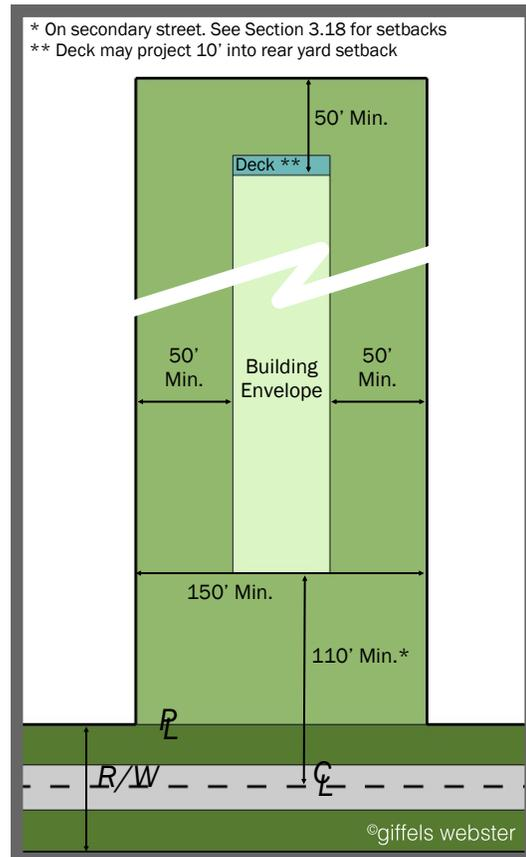 * On secondary street. See Section 3.18 for setbacks
** Deck may project 10’ into rear yard setback
50’ Min.
Deck **
50’
Min.
Building
Envelope
50’
Min.
150’ Min.
110’ Min.*
PL
R/W
CL
©giffels webster